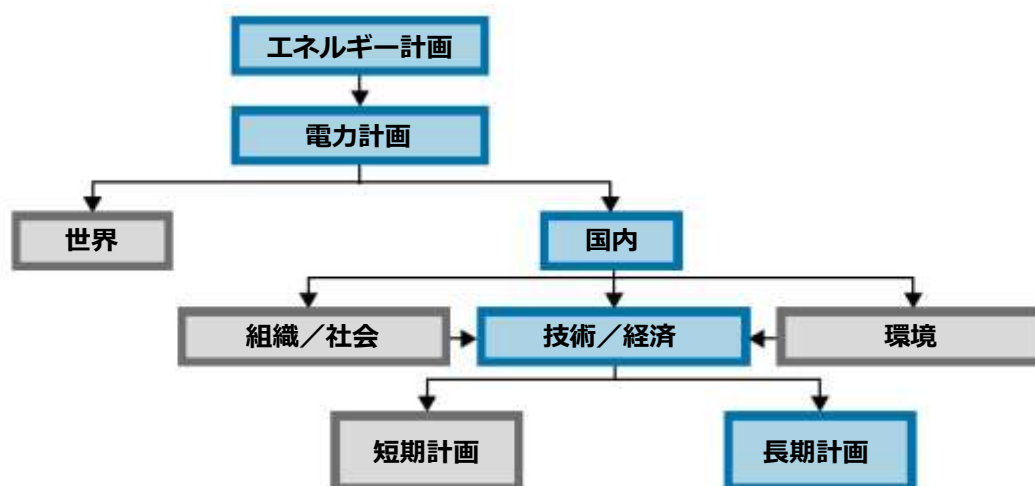 エネルギー計画
電力計画
世界
国内
組織／社会
技術／経済
環境
短期計画
長期計画